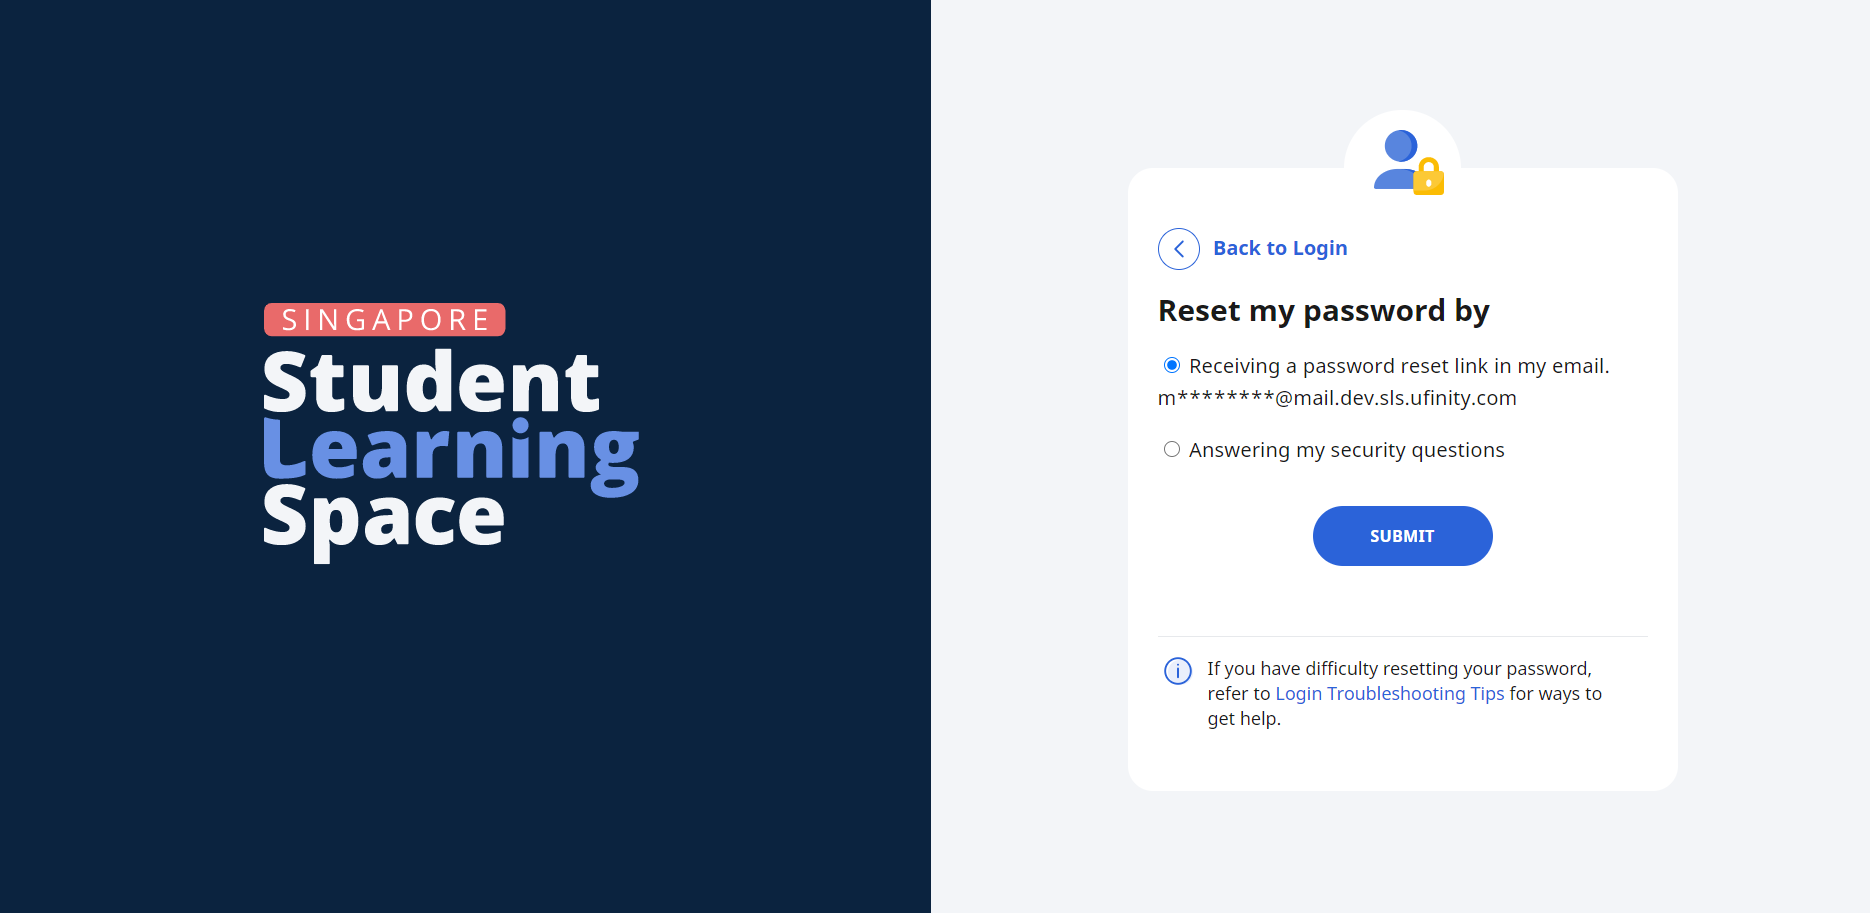 SINGAPORE
Student
Learning
Space
Back to Login
Reset my password by
Receiving a password reset link in my email.
m********@mail.dev.sls.ufinity.com
Answering my security questions
SUBMIT
If you have difficulty resetting your password,
refer to Login Troubleshooting Tips for ways to
get help.